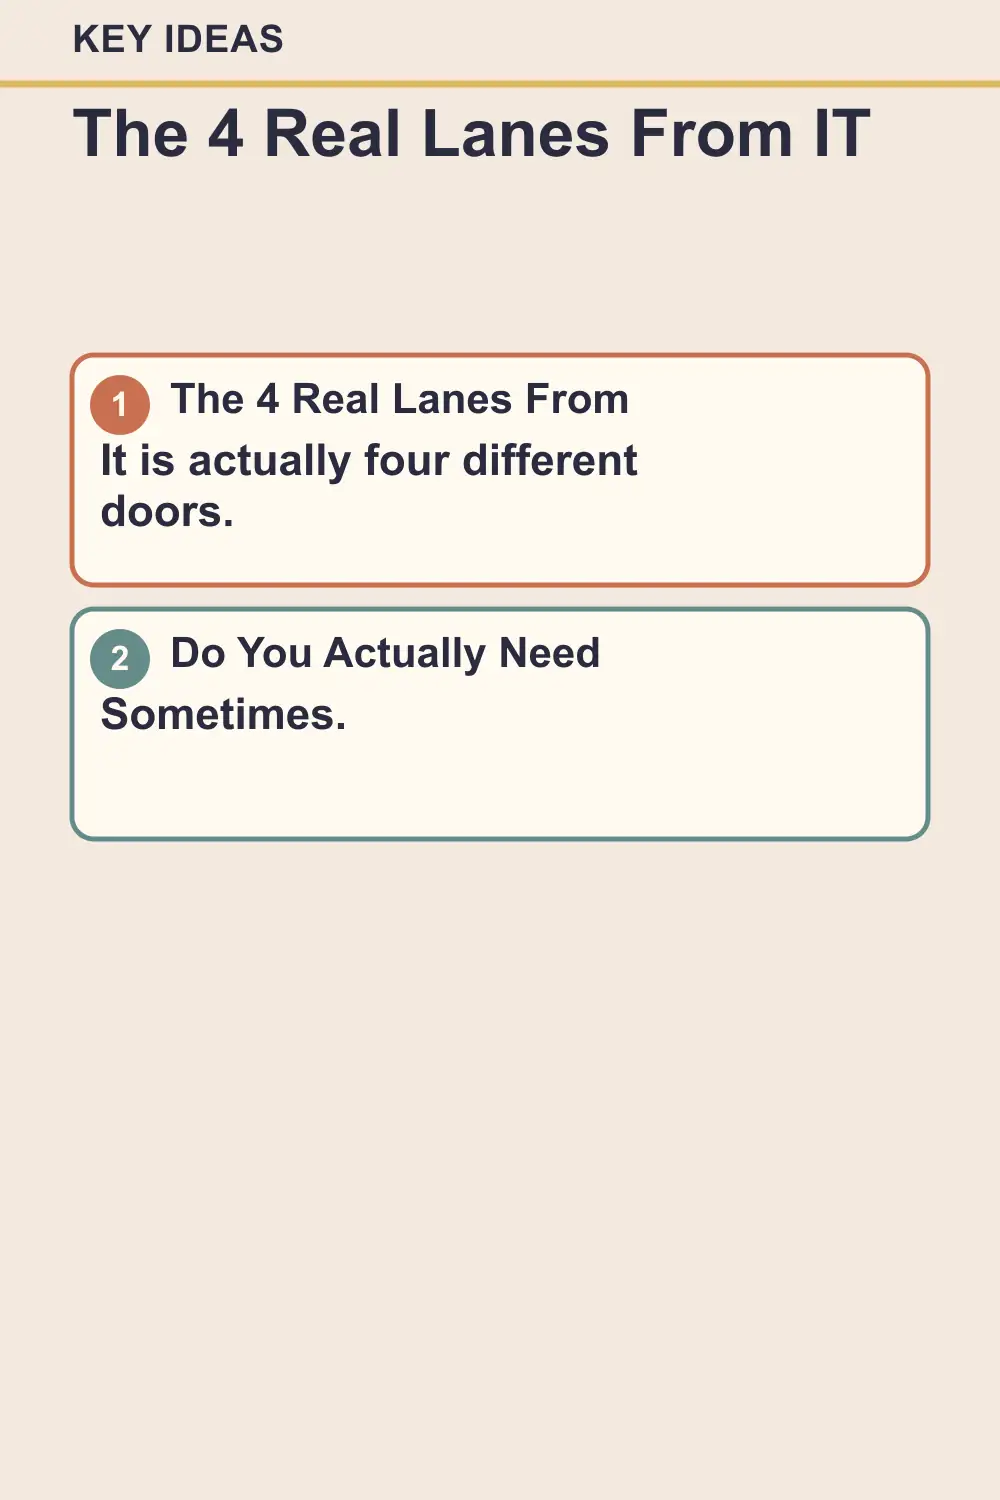 KEY IDEAS
The 4 Real Lanes From IT
1 The 4 Real Lanes From
It is actually four different
doors.
2 Do You Actually Need
Sometimes.